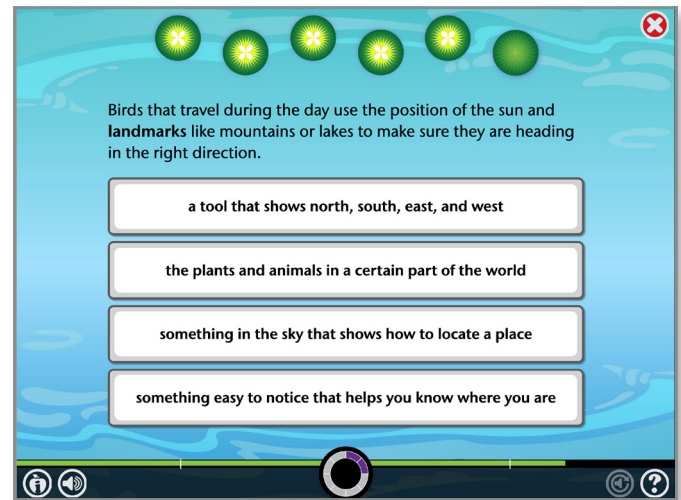 Birds that travel during the day use the position of the sun and
landmarks like mountains or lakes to make sure they are heading
in the right direction.
a tool that shows north, south, east, and west
the plants and animals in a certain part of the world
something in the sky that shows how to locate a place
something easy to notice that helps you know where you are
i
?